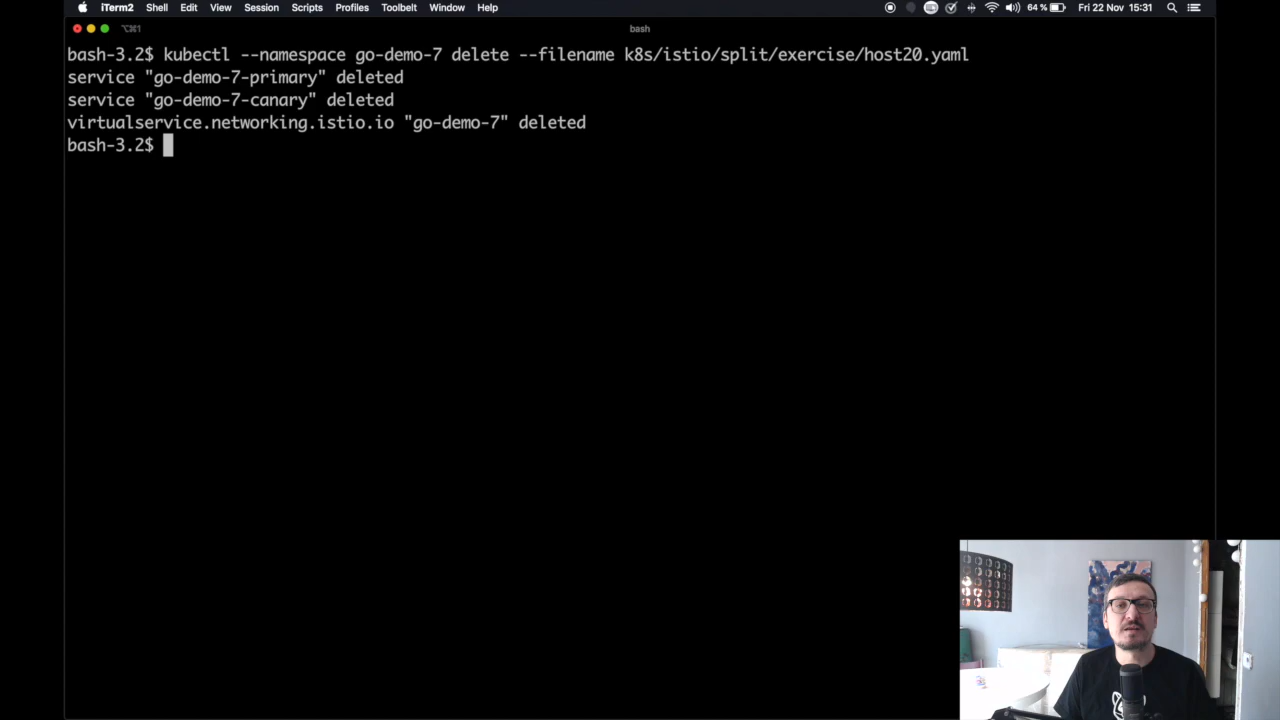 iTerm2 Shell Edit View Session Scripts Profiles Toolbelt Window Help 64 % Fri 22 Nov 15:31
⌥⌘1 bash
bash-3.2$ kubectl --namespace go-demo-7 delete --filename k8s/istio/split/exercise/host20.yaml
service "go-demo-7-primary" deleted
service "go-demo-7-canary" deleted
virtualservice.networking.istio.io "go-demo-7" deleted
bash-3.2$